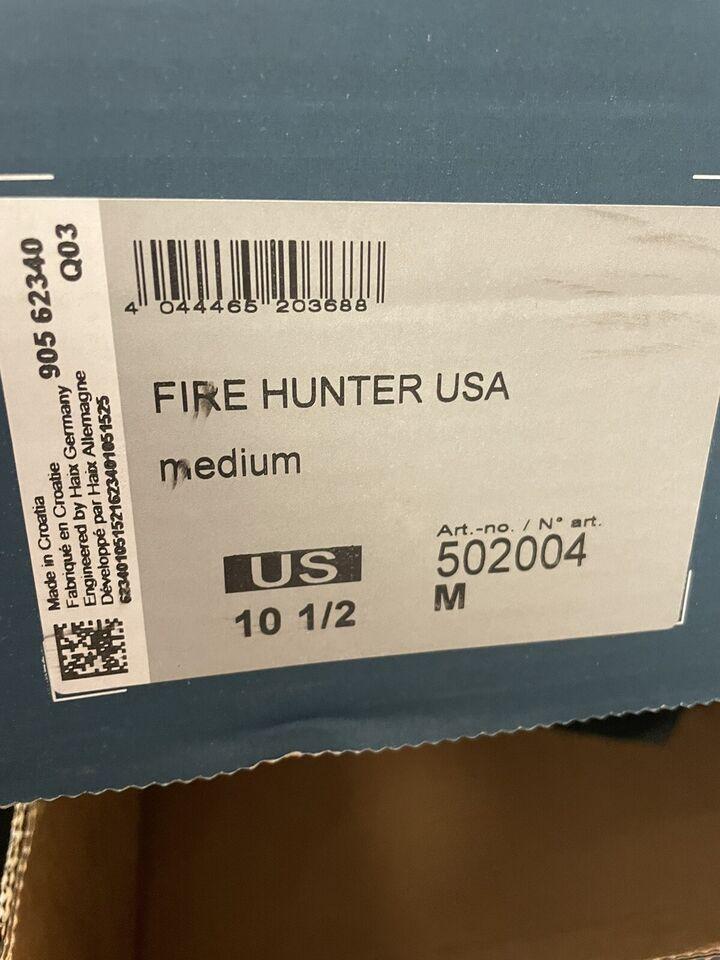 905 62340
Q03
Made in Croatia
Fabriqué en Croatie
Engineered by Haix Germany
Développé par Haix Allemagne
623401051521623401051525
4 044465 203688
FIRE HUNTER USA
medium
US
10 1/2
Art.-no. / N° art.
502004
M